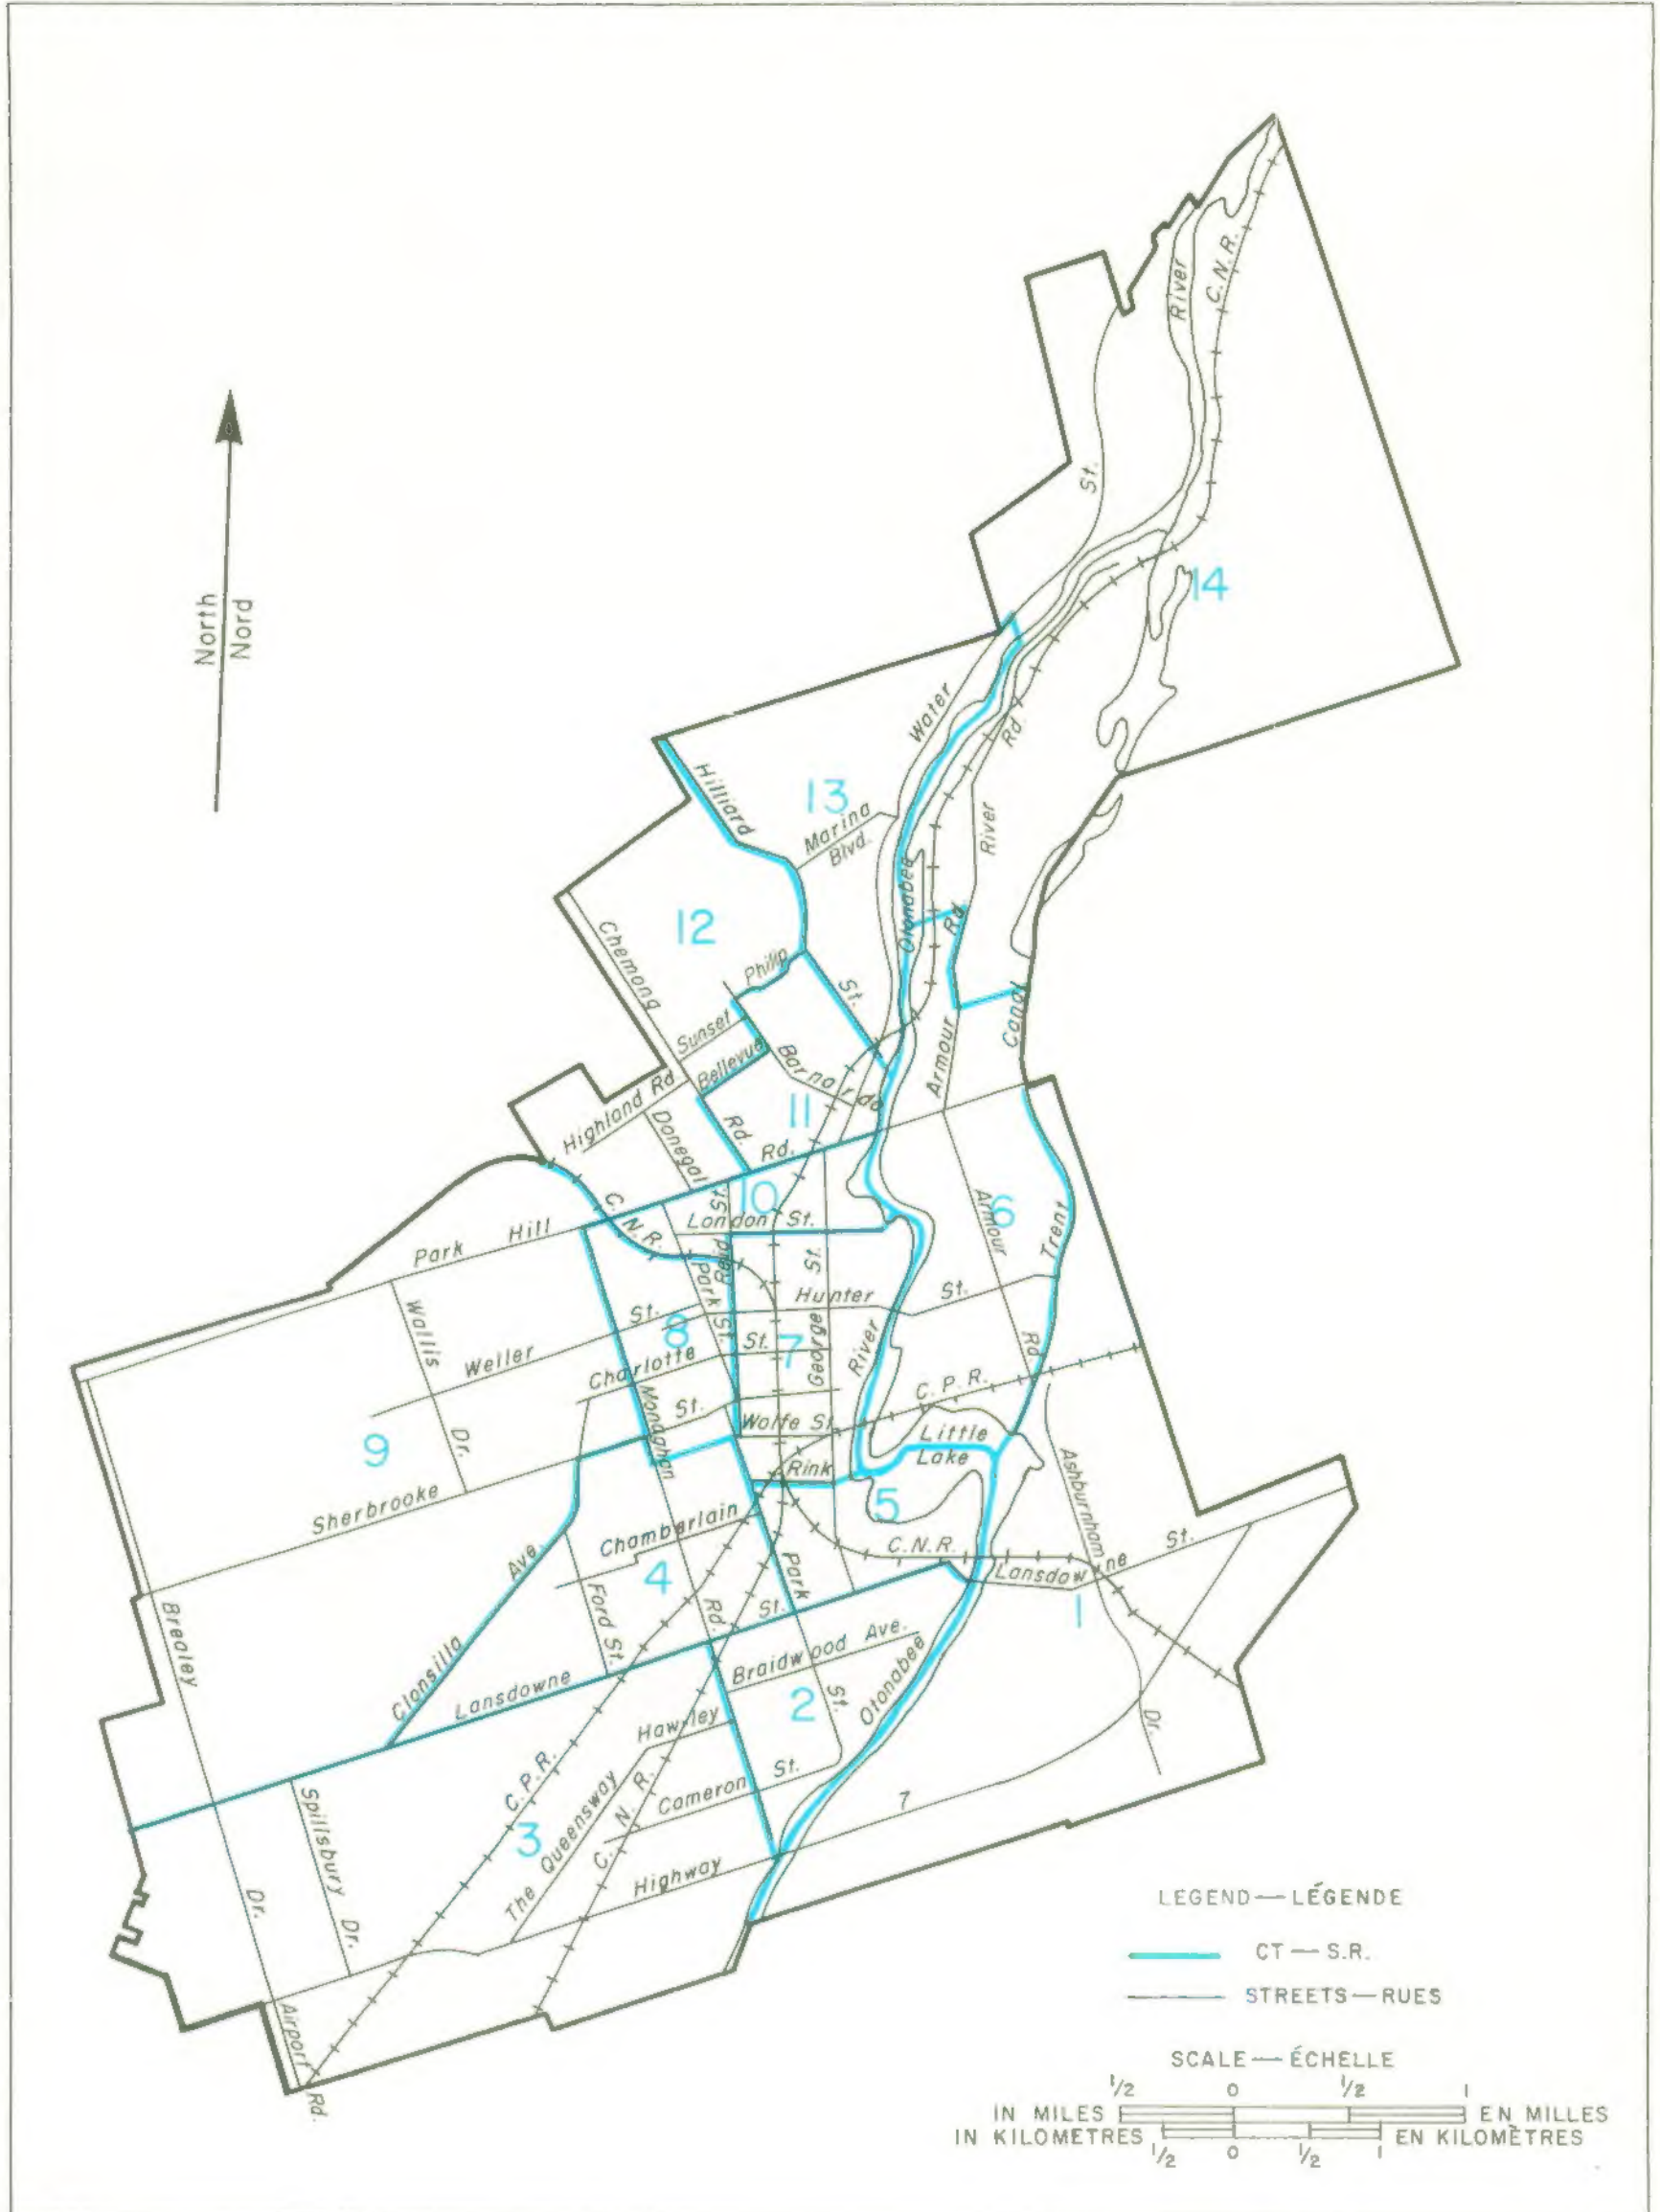 River
C.N.R.
St.
North
Nord
14
Water
Rd.
Hilliard
13
Marina
Blvd.
River
Otonabee
Rd.
12
Chemong
Philip
St.
Canal
Sunset
Bellevue
Barnardo
Armour
Highland Rd.
Donegal
11
Rd.
Rd.
10
St.
C. N. R.
London St.
Armour
6
Trent
Park Hill
Reid
Park St.
St.
Hunter St.
Wallis
Dr.
Weller St.
8
St.
7
George
River
Rd.
Charlotte
C. P. R.
Monaghan
St.
Wolfe St.
Little
Lake
9
Rink
5
Ashburnham
Sherbrooke
Chamberlain
C.N.R.
St.
Ave.
4
Park
Lansdowne
1
Ford St.
Rd.
St.
Brealey
Clonsilla
Lansdowne
Braidwood Ave.
2
St.
Otonabee
Hawley
Dr.
C. P. R.
St.
Cameron
7
Spillsbury Dr.
3
The Queensway
C. N. R.
Highway
Dr.
Airport
Rd.
LEGEND — LÉGENDE
CT — S.R.
STREETS — RUES
SCALE — ÉCHELLE
1/2 0 1/2 1
IN MILES EN MILLES
IN KILOMETRES EN KILOMÈTRES
1/2 0 1/2 1